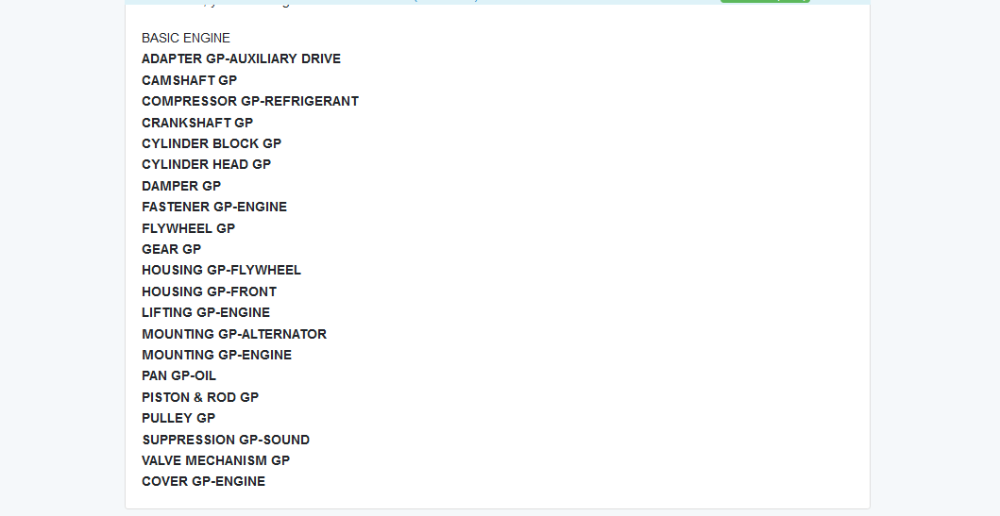 BASIC ENGINE
ADAPTER GP-AUXILIARY DRIVE
CAMSHAFT GP
COMPRESSOR GP-REFRIGERANT
CRANKSHAFT GP
CYLINDER BLOCK GP
CYLINDER HEAD GP
DAMPER GP
FASTENER GP-ENGINE
FLYWHEEL GP
GEAR GP
HOUSING GP-FLYWHEEL
HOUSING GP-FRONT
LIFTING GP-ENGINE
MOUNTING GP-ALTERNATOR
MOUNTING GP-ENGINE
PAN GP-OIL
PISTON & ROD GP
PULLEY GP
SUPPRESSION GP-SOUND
VALVE MECHANISM GP
COVER GP-ENGINE